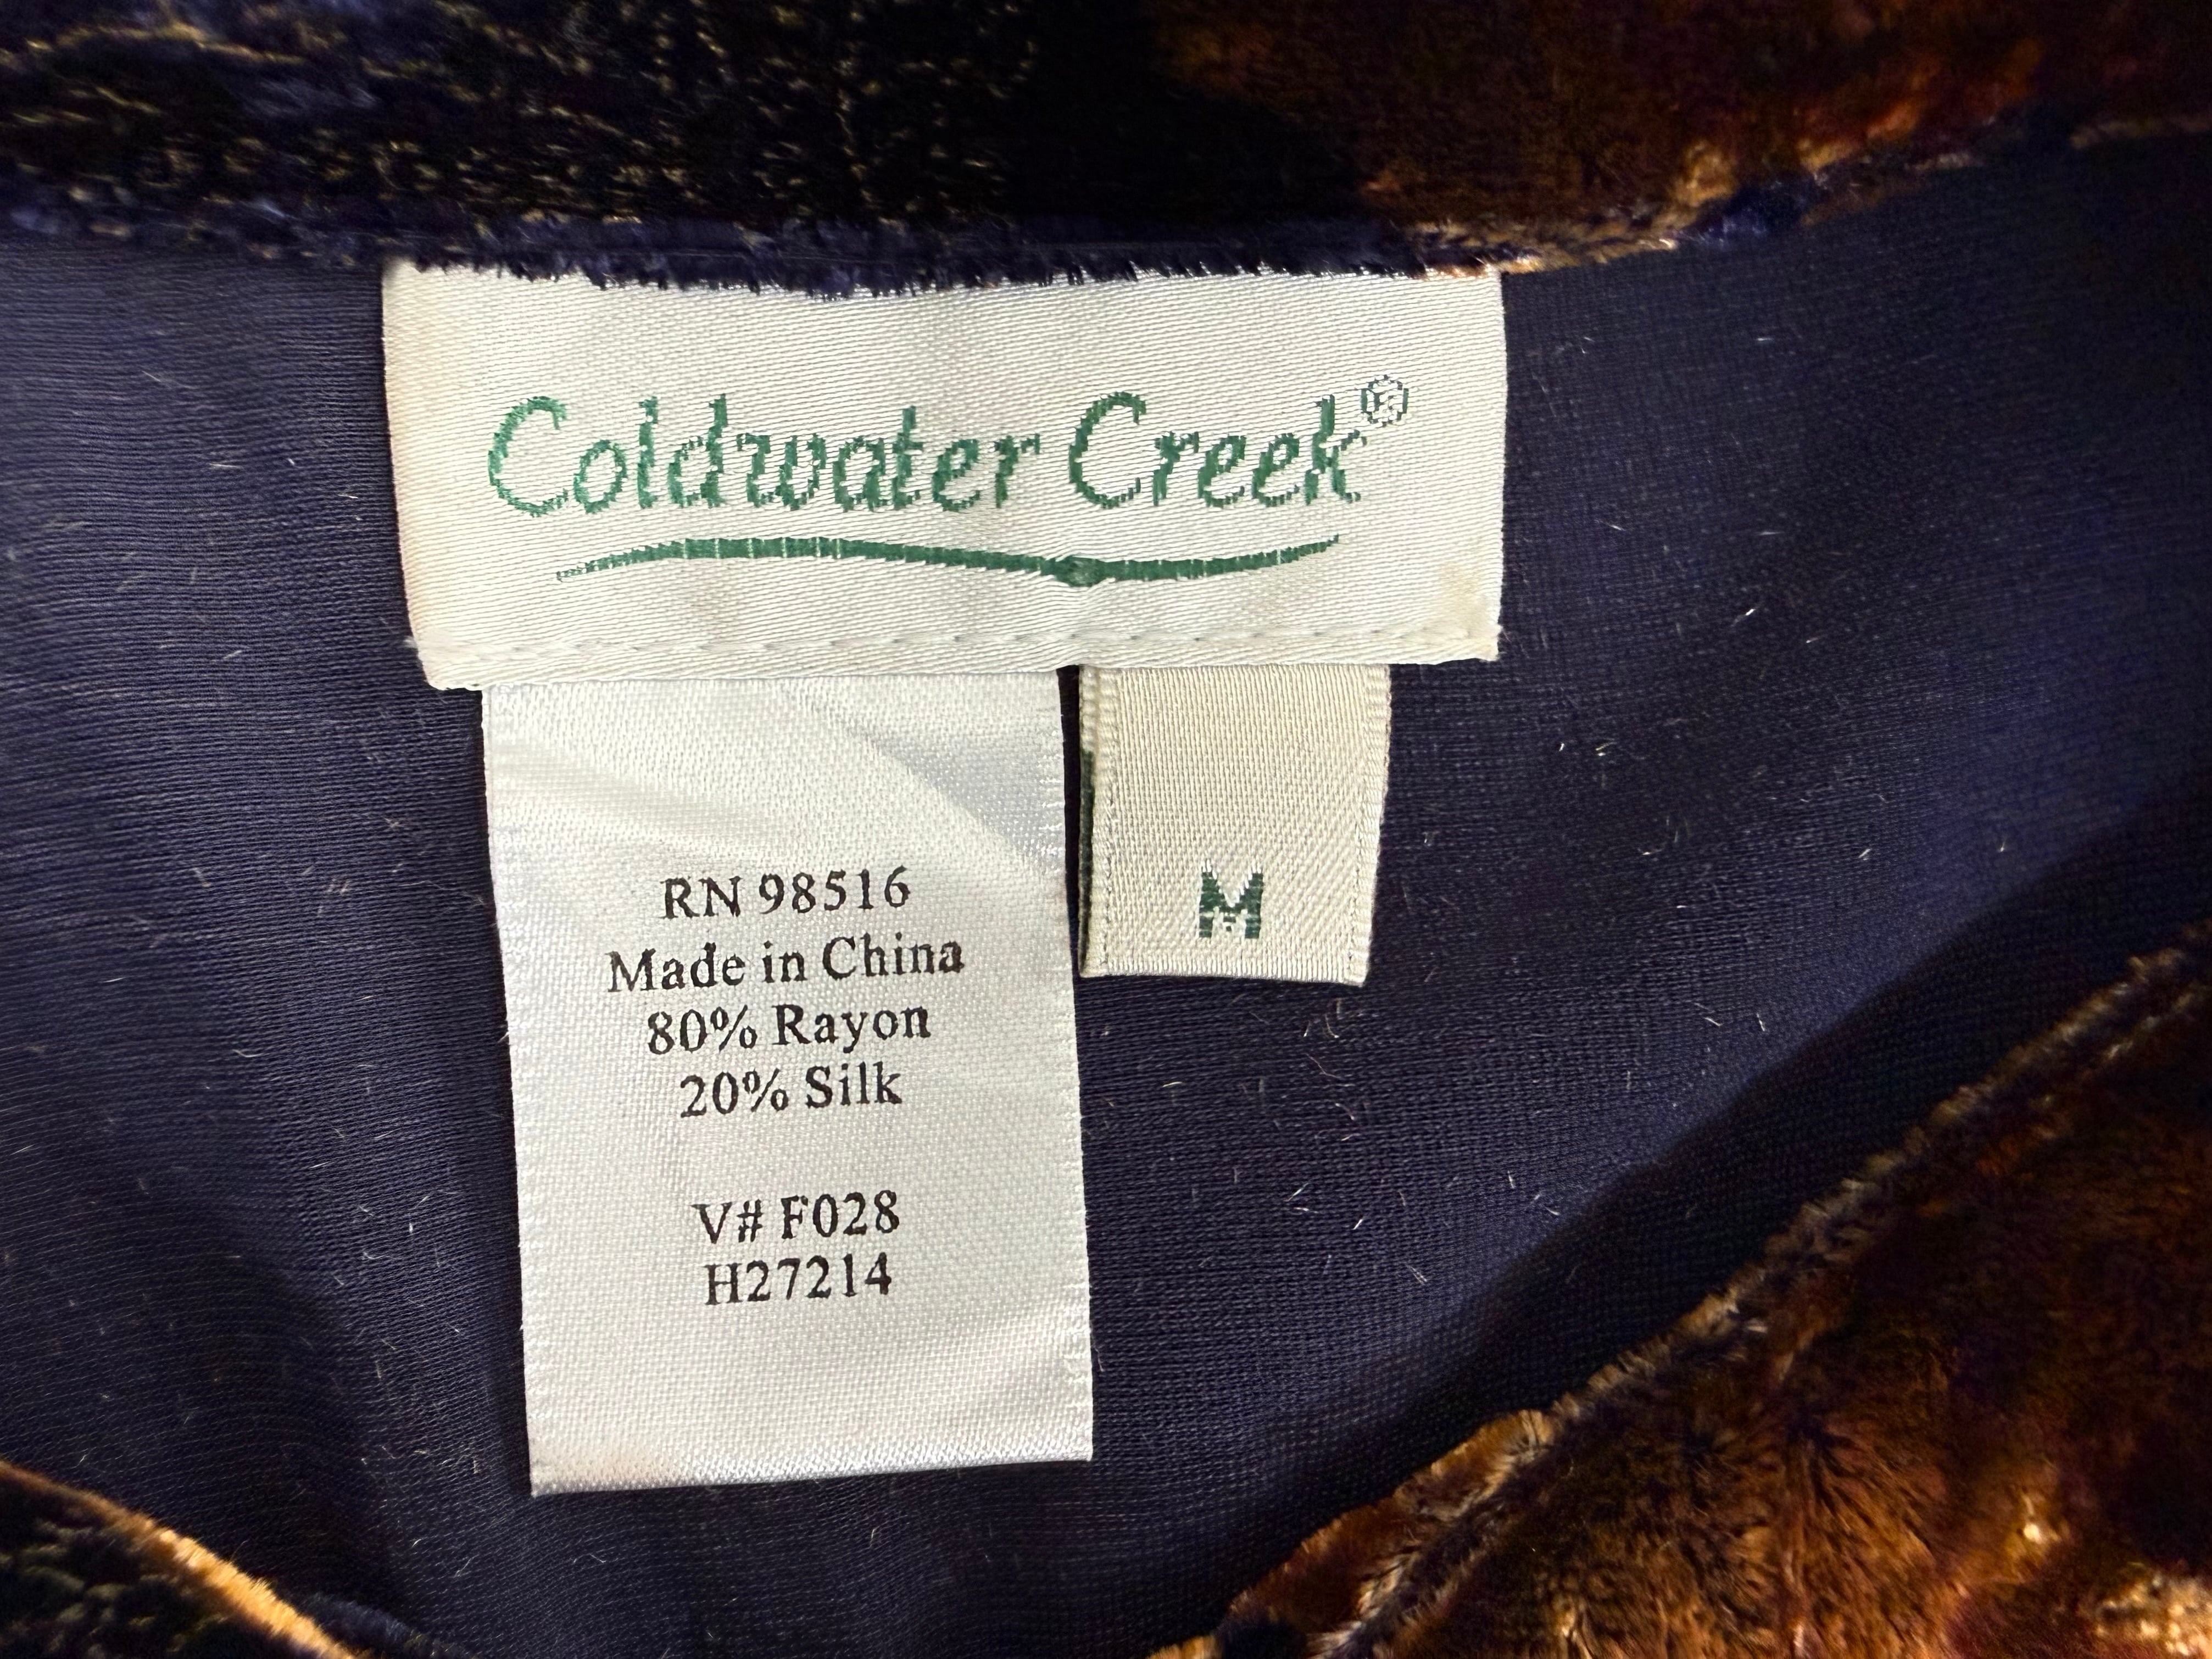 Coldwater Creek®
M
RN 98516
Made in China
80% Rayon
20% Silk
V# F028
H27214